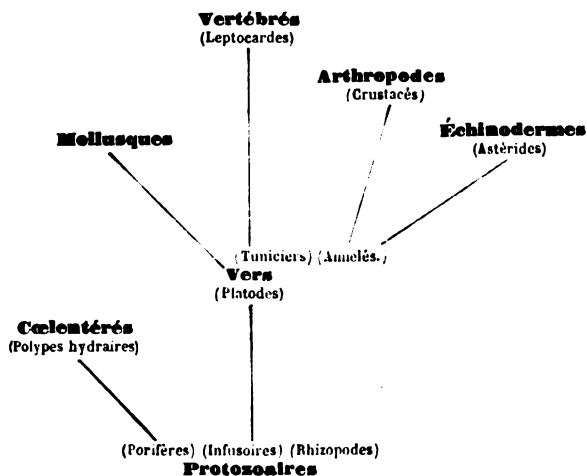 Vertébrés
(Leptocardes)
Arthropodes
(Crustacés)
Mollusques
Échinodermes
(Astérides)
(Tuniciers) (Annelés.)
Vers
(Platodes)
Cœlentérés
(Polypes hydraires)
(Porifères) (Infusoires) (Rhizopodes)
Protozoaires